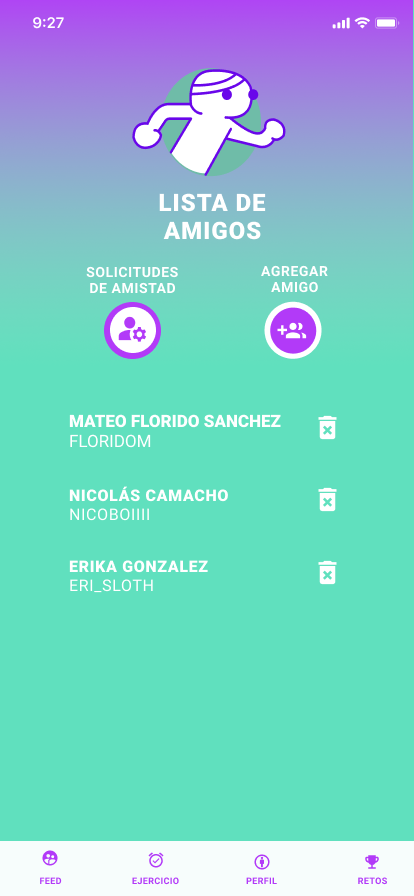 9:27
LISTA DE
AMIGOS
SOLICITUDES
DE AMISTAD
AGREGAR
AMIGO
MATEO FLORIDO SANCHEZ
FLORIDOM
NICOLÁS CAMACHO
NICOBOIIII
ERIKA GONZALEZ
ERI_SLOTH
FEED
EJERCICIO
PERFIL
RETOS